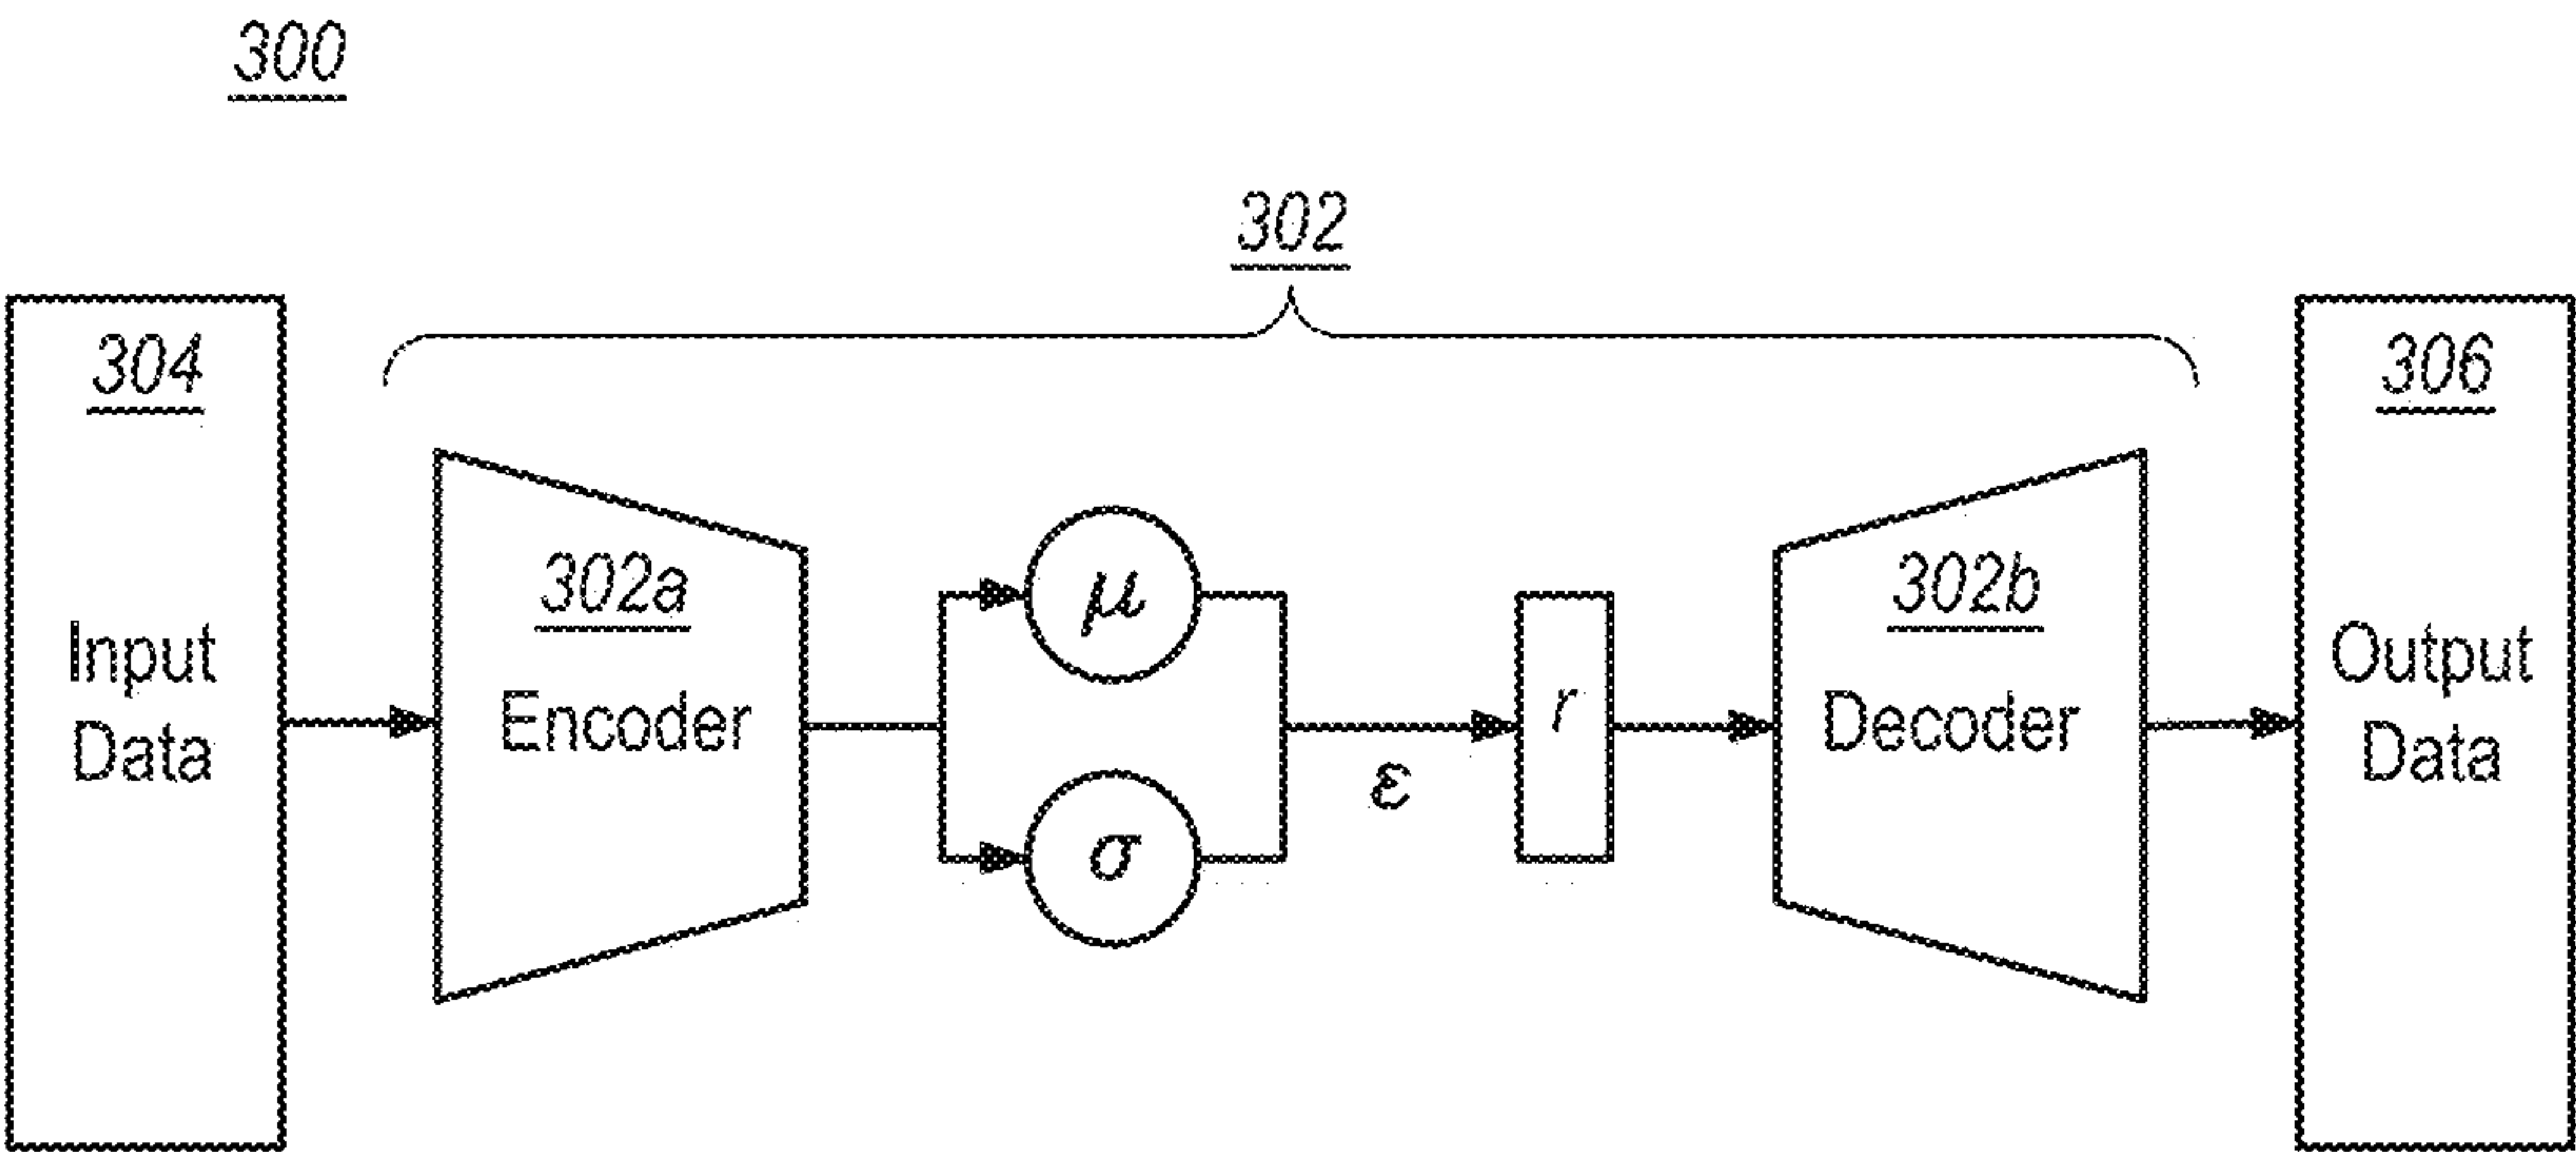 300
302
304
Input
Data
302a
Encoder
μ
σ
ε
r
302b
Decoder
306
Output
Data